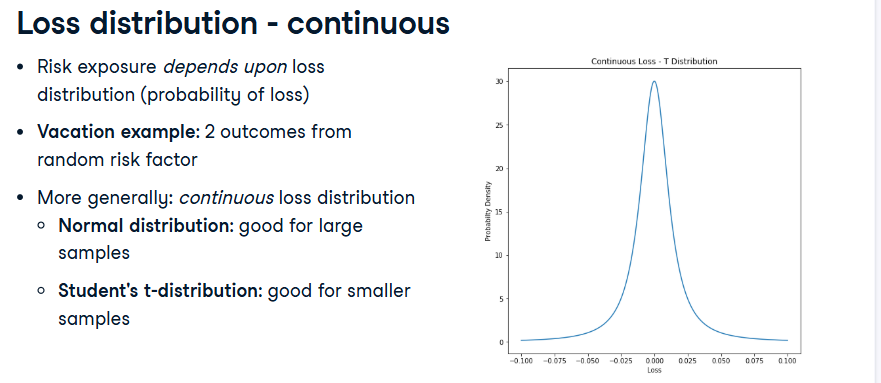 Loss distribution - continuous
• Risk exposure depends upon loss
distribution (probability of loss)
• Vacation example: 2 outcomes from
random risk factor
• More generally: continuous loss distribution
○ Normal distribution: good for large
samples
○ Student's t-distribution: good for smaller
samples
Continuous Loss - T Distribution
Probability Density
30
25
20
15
10
5
0
−0.100 −0.075 −0.050 −0.025 0.000 0.025 0.050 0.075 0.100
Loss